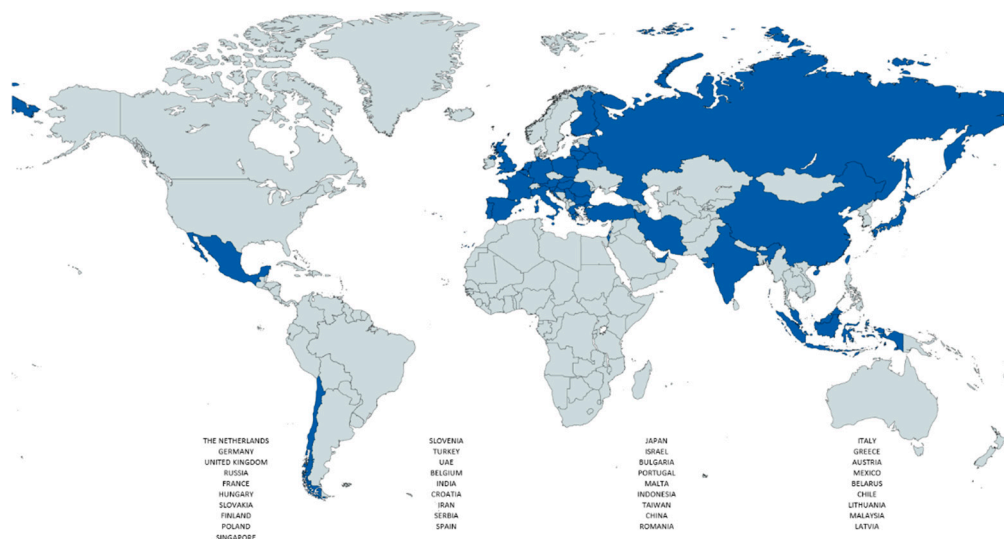 THE NETHERLANDS
GERMANY
UNITED KINGDOM
RUSSIA
FRANCE
HUNGARY
SLOVAKIA
FINLAND
POLAND
SINGAPORE
SLOVENIA
TURKEY
UAE
BELGIUM
INDIA
CROATIA
IRAN
SERBIA
SPAIN
JAPAN
ISRAEL
BULGARIA
PORTUGAL
MALTA
INDONESIA
TAIWAN
CHINA
ROMANIA
ITALY
GREECE
AUSTRIA
MEXICO
BELARUS
CHILE
LITHUANIA
MALAYSIA
LATVIA